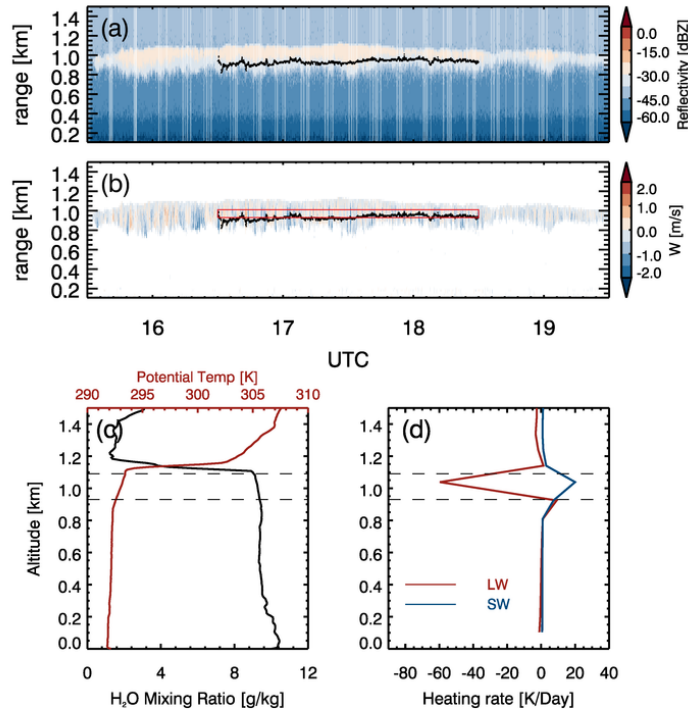 (a)
range [km]
1.4
1.2
1.0
0.8
0.6
0.4
0.2
0.0
-15.0
-30.0
-45.0
-60.0
Reflectivity [dBZ]
(b)
range [km]
1.4
1.2
1.0
0.8
0.6
0.4
0.2
2.0
1.0
0.0
-1.0
-2.0
W [m/s]
16 17 18 19
UTC
Potential Temp [K]
290 294 298 302 306 310
(c)
Altitude [km]
1.4
1.2
1.0
0.8
0.6
0.4
0.2
0.0
0 4 8 12
H₂O Mixing Ratio [g/kg]
(d)
1.4
1.2
1.0
0.8
0.6
0.4
0.2
0.0
LW
SW
-80 -60 -40 -20 0 20 40
Heating rate [K/Day]